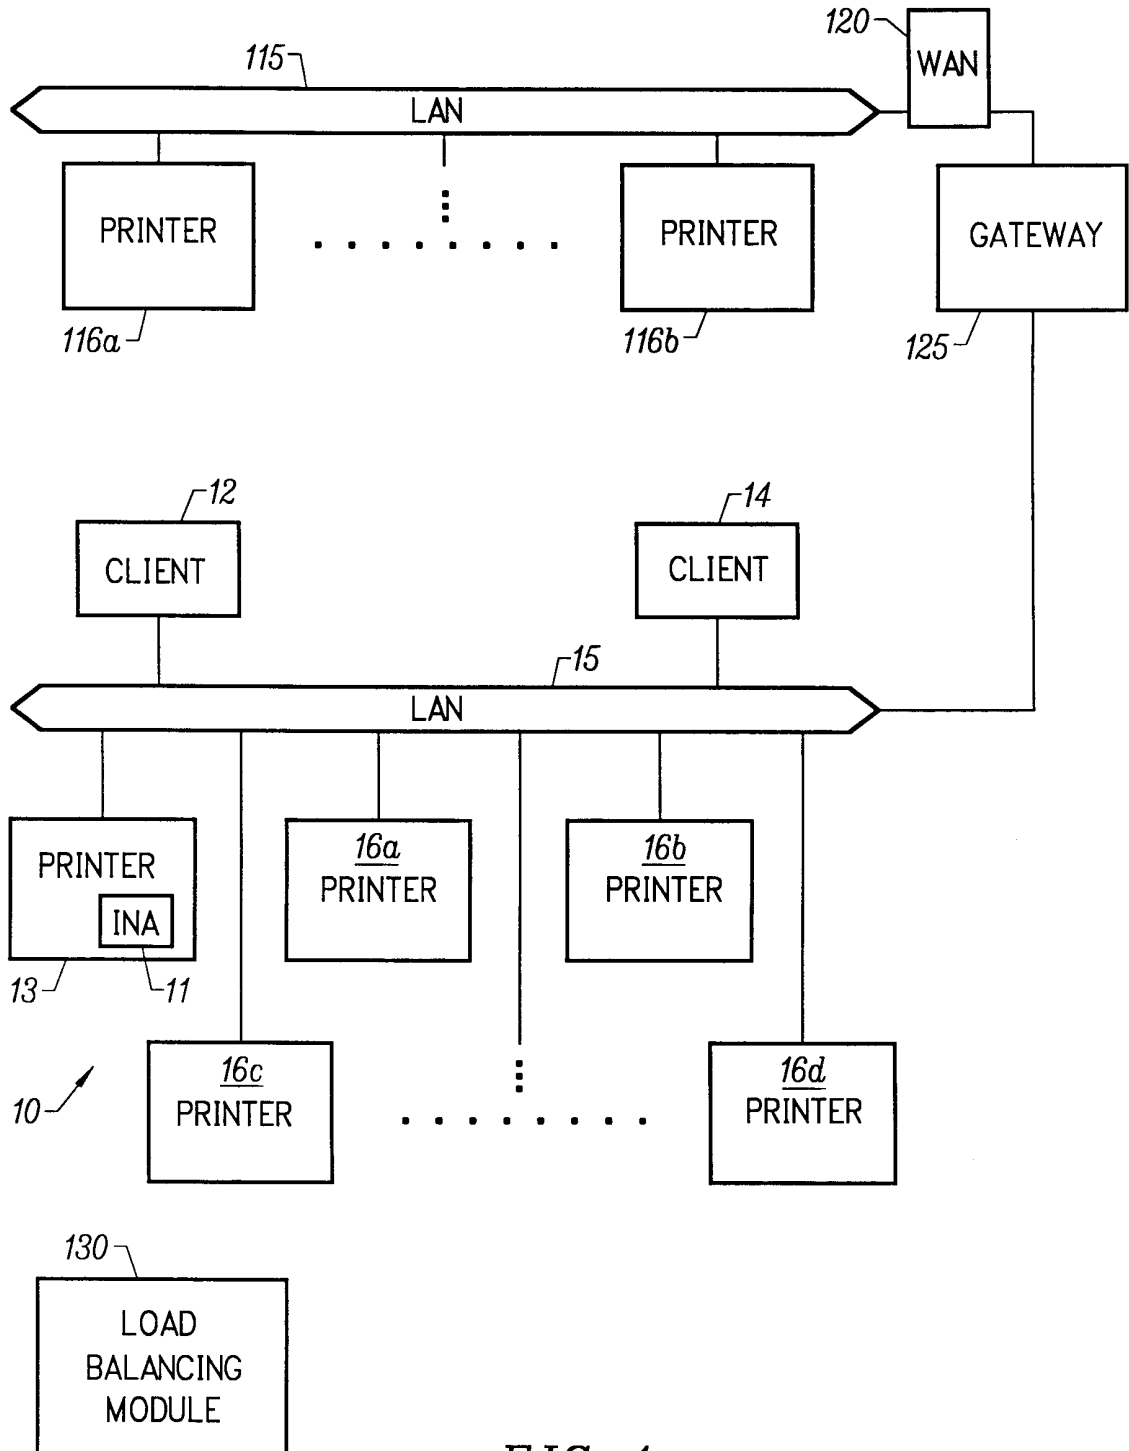 120
WAN
115
LAN
PRINTER
PRINTER
GATEWAY
116a
116b
125
12
14
CLIENT
CLIENT
15
LAN
PRINTER
INA
16a
PRINTER
16b
PRINTER
13
11
16c
PRINTER
16d
PRINTER
10
130
LOAD
BALANCING
MODULE